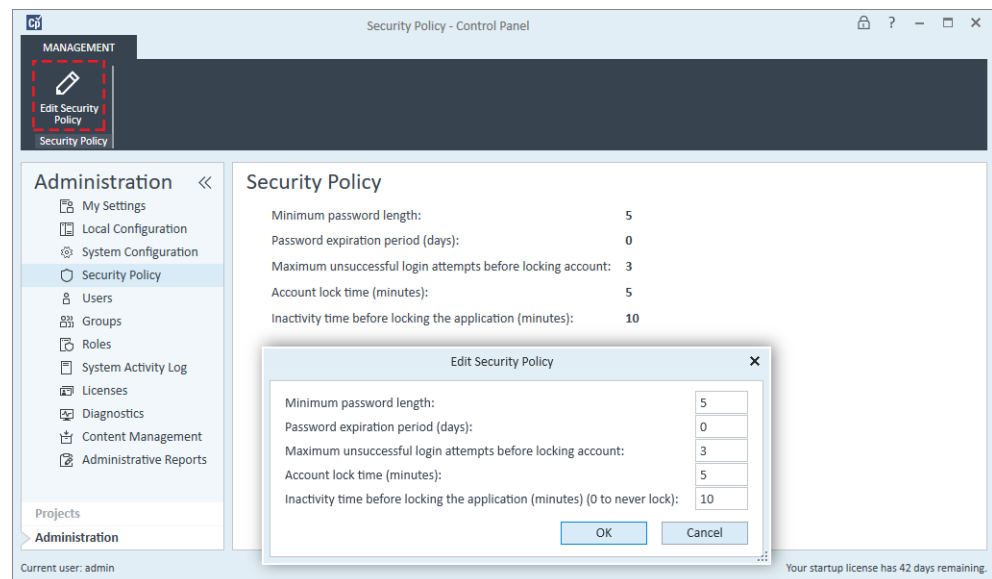 Cp
Security Policy - Control Panel
?
MANAGEMENT
Edit Security
Policy
Security Policy
Administration
My Settings
Local Configuration
System Configuration
Security Policy
Users
Groups
Roles
System Activity Log
Licenses
Diagnostics
Content Management
Administrative Reports
Projects
Administration
Security Policy
Minimum password length: 5
Password expiration period (days): 0
Maximum unsuccessful login attempts before locking account: 3
Account lock time (minutes): 5
Inactivity time before locking the application (minutes): 10
Edit Security Policy
Minimum password length: 5
Password expiration period (days): 0
Maximum unsuccessful login attempts before locking account: 3
Account lock time (minutes): 5
Inactivity time before locking the application (minutes) (0 to never lock): 10
OK Cancel
Current user: admin
Your startup license has 42 days remaining.